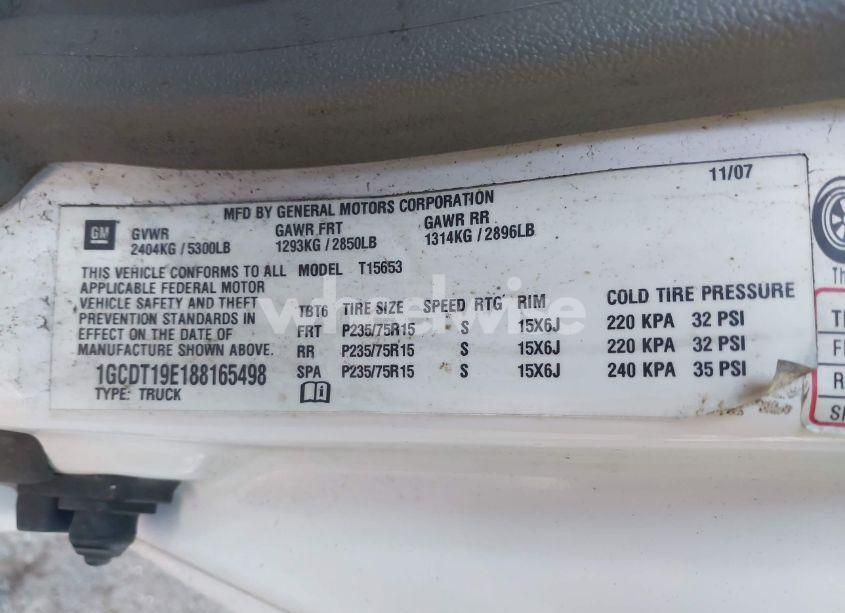 11/07
MFD BY GENERAL MOTORS CORPORATION
GM
GVWR GAWR FRT GAWR RR
2404KG / 5300LB 1293KG / 2850LB 1314KG / 2896LB
THIS VEHICLE CONFORMS TO ALL MODEL T15653
APPLICABLE FEDERAL MOTOR
VEHICLE SAFETY AND THEFT
PREVENTION STANDARDS IN
EFFECT ON THE DATE OF
MANUFACTURE SHOWN ABOVE.
1GCDT19E188165498
TYPE: TRUCK
TBT6 TIRE SIZE SPEED RTG' RIM COLD TIRE PRESSURE
FRT P235/75R15 S 15X6J 220 KPA 32 PSI
RR P235/75R15 S 15X6J 220 KPA 32 PSI
SPA P235/75R15 S 15X6J 240 KPA 35 PSI
wheelwise